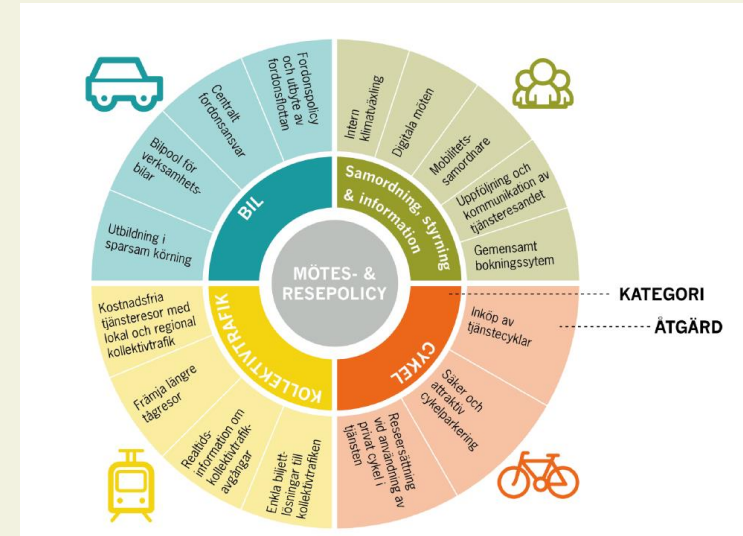 Fordonspolicy
och utbyte av
fordonsflottan
Centralt
fordonsansvar
Bilpool för
verksamhets-
bilar
Utbildning i
sparsam körning
BIL
Intern
klimatväxling
Digitala möten
Mobilitets-
samordnare
Uppföljning och
kommunikation av
tjänsteresandet
Gemensamt
bokningssytem
Samordning, styrning
& information
MÖTES- &
RESEPOLICY
KATEGORI
ÅTGÄRD
Inköp av
tjänstecyklar
Säker och
attraktiv
cykelparkering
Reseersättning
vid användning av
privat cykel i
tjänsten
CYKEL
KOLLEKTIVTRAFIK
Kostnadsfria
tjänsteresor med
lokal och regional
kollektivtrafik
Främja längre
tågresor
Realtids-
information om
kollektivtrafik-
avgångar
Enkla biljett-
lösningar till
kollektivtrafiken